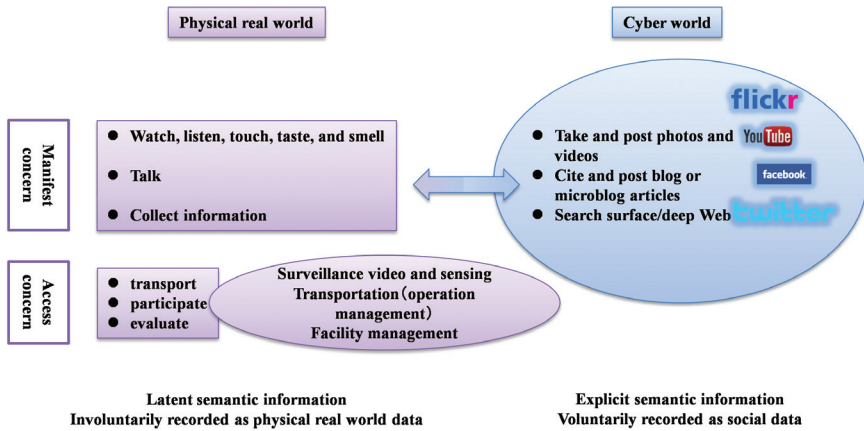 Physical real world
Cyber world
Manifest
concern
● Watch, listen, touch, taste, and smell
● Talk
● Collect information
● Take and post photos and
videos
● Cite and post blog or
microblog articles
● Search surface/deep Web
flickr
YouTube
facebook
twitter
Access
concern
● transport
● participate
● evaluate
Surveillance video and sensing
Transportation(operation
management)
Facility management
Latent semantic information
Involuntarily recorded as physical real world data
Explicit semantic information
Voluntarily recorded as social data